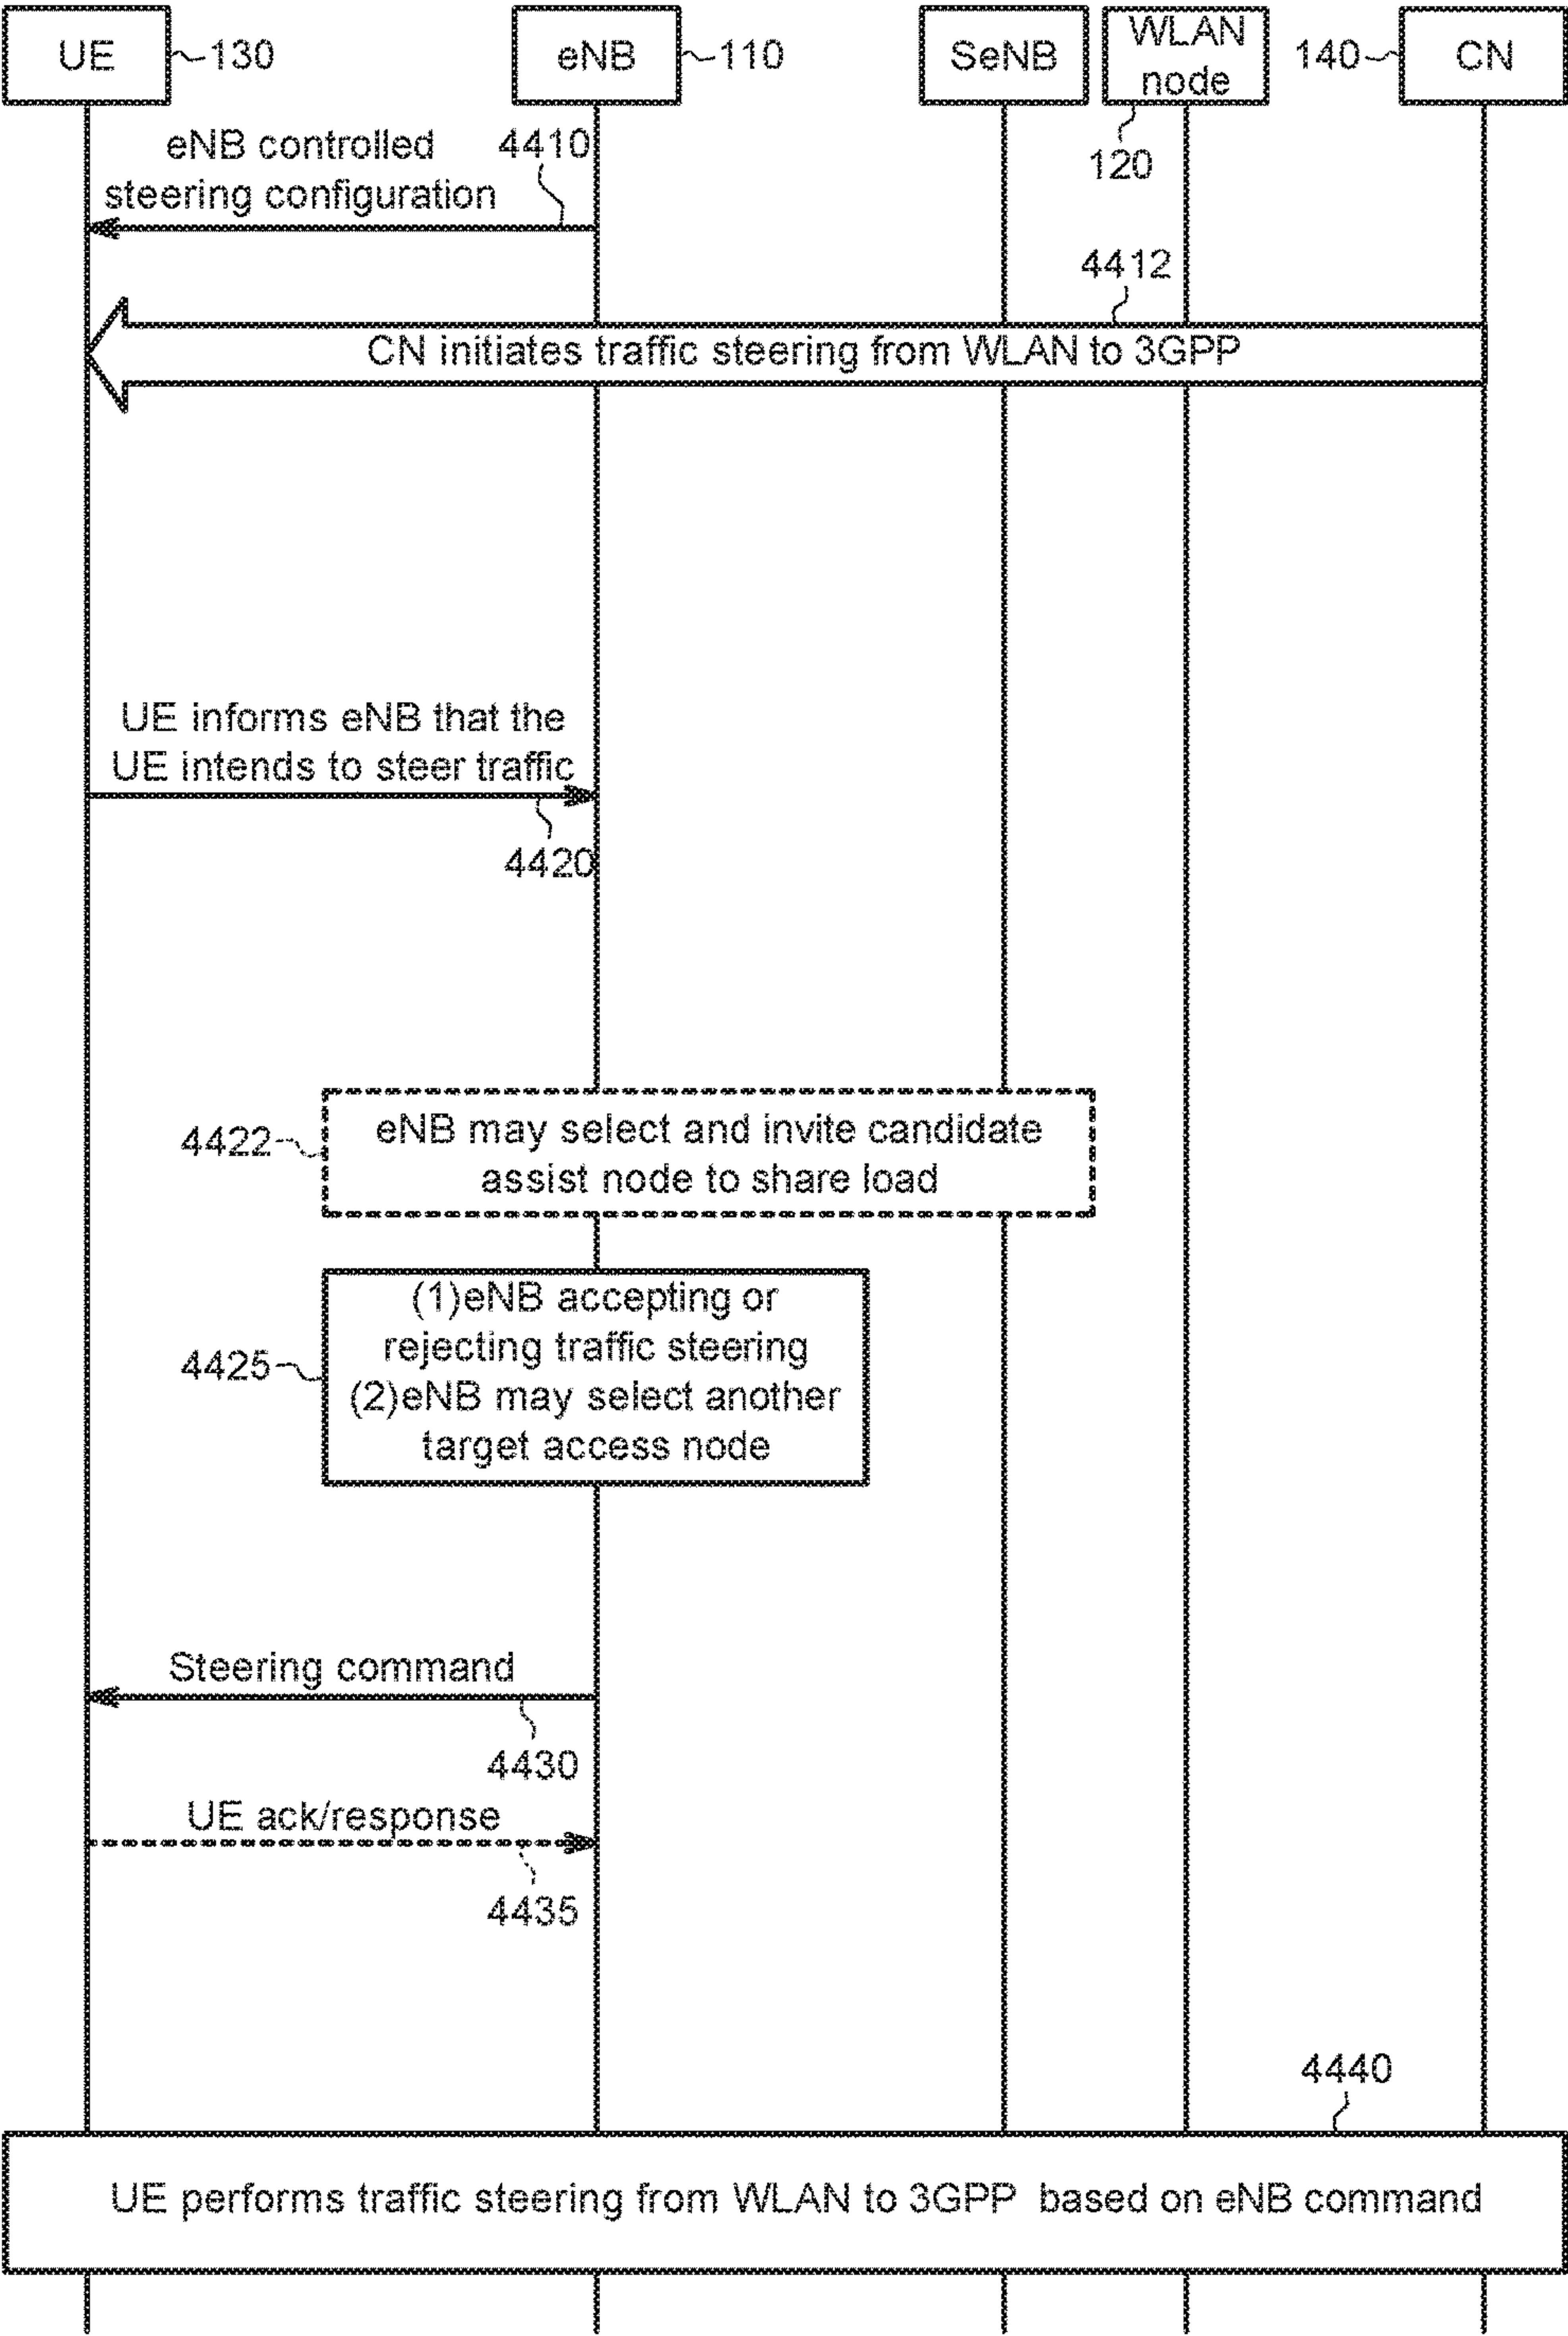 UE
130
eNB
110
SeNB
WLAN
node
120
140
CN
eNB controlled
steering configuration
4410
4412
CN initiates traffic steering from WLAN to 3GPP
UE informs eNB that the
UE intends to steer traffic
4420
4422
eNB may select and invite candidate
assist node to share load
4425
(1)eNB accepting or
rejecting traffic steering
(2)eNB may select another
target access node
Steering command
4430
UE ack/response
4435
4440
UE performs traffic steering from WLAN to 3GPP based on eNB command